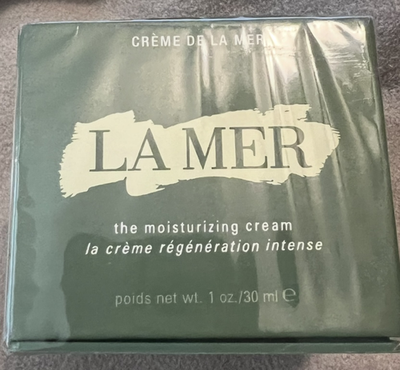 CRÈME DE LA MER
LA MER
the moisturizing cream
la crème régénération intense
poids net wt. 1 oz./30 ml ℮